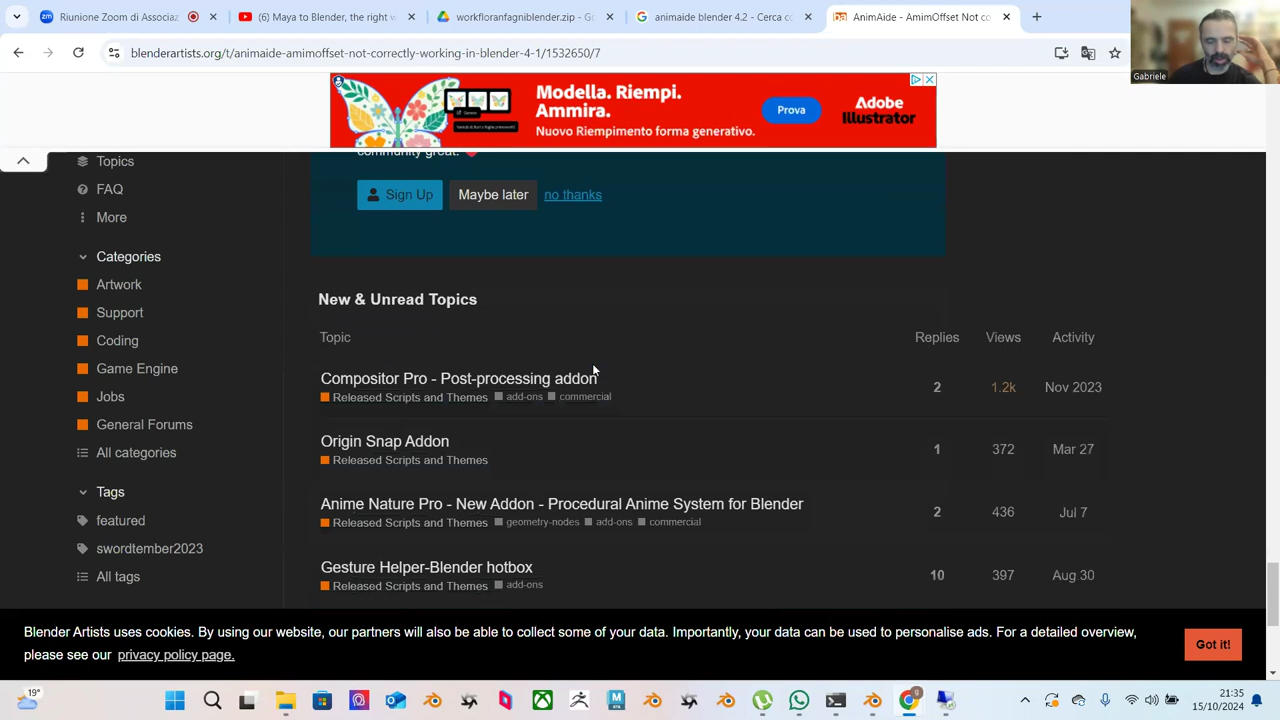 Riunione Zoom di Associaz
(6) Maya to Blender, the right w
workfloranfagniblender.zip - Go
animaide blender 4.2 - Cerca c
AnimAide - AmimOffset Not co
blenderartists.org/t/animaide-amimoffset-not-correctly-working-in-blender-4-1/1532650/7
Gabriele
Modella. Riempi.
Ammira.
Nuovo Riempimento forma generativo.
Prova
Adobe
Illustrator
community great.
Topics
FAQ
More
Sign Up
Maybe later
no thanks
Categories
Artwork
Support
Coding
Game Engine
Jobs
General Forums
All categories
Tags
featured
swordtember2023
All tags
New & Unread Topics
Topic Replies Views Activity
Compositor Pro - Post-processing addon 2 1.2k Nov 2023
Released Scripts and Themes add-ons commercial
Origin Snap Addon 1 372 Mar 27
Released Scripts and Themes
Anime Nature Pro - New Addon - Procedural Anime System for Blender 2 436 Jul 7
Released Scripts and Themes geometry-nodes add-ons commercial
Gesture Helper-Blender hotbox 10 397 Aug 30
Released Scripts and Themes add-ons
Blender Artists uses cookies. By using our website, our partners will also be able to collect some of your data. Importantly, your data can be used to personalise ads. For a detailed overview,
please see our privacy policy page.
Got it!
19°
21:35
15/10/2024